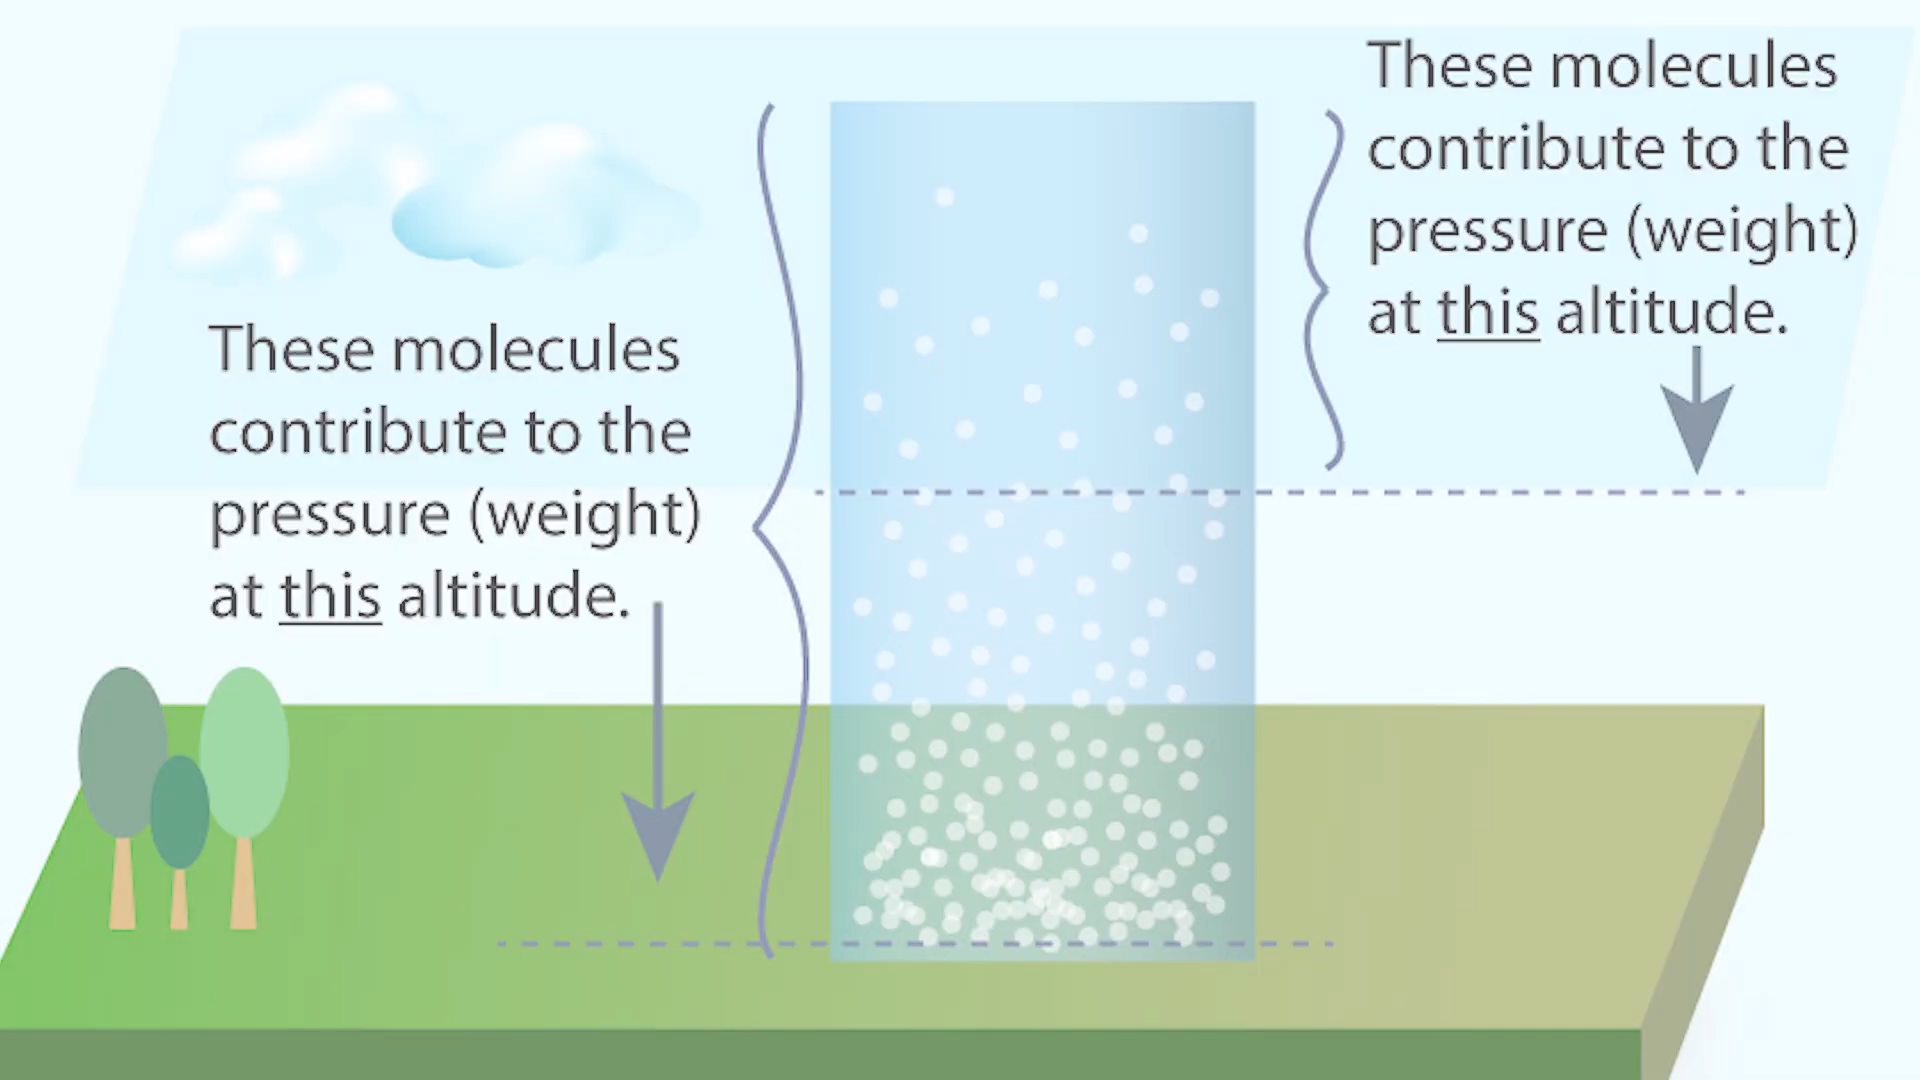 These molecules
contribute to the
pressure (weight)
at this altitude.
These molecules
contribute to the
pressure (weight)
at this altitude.